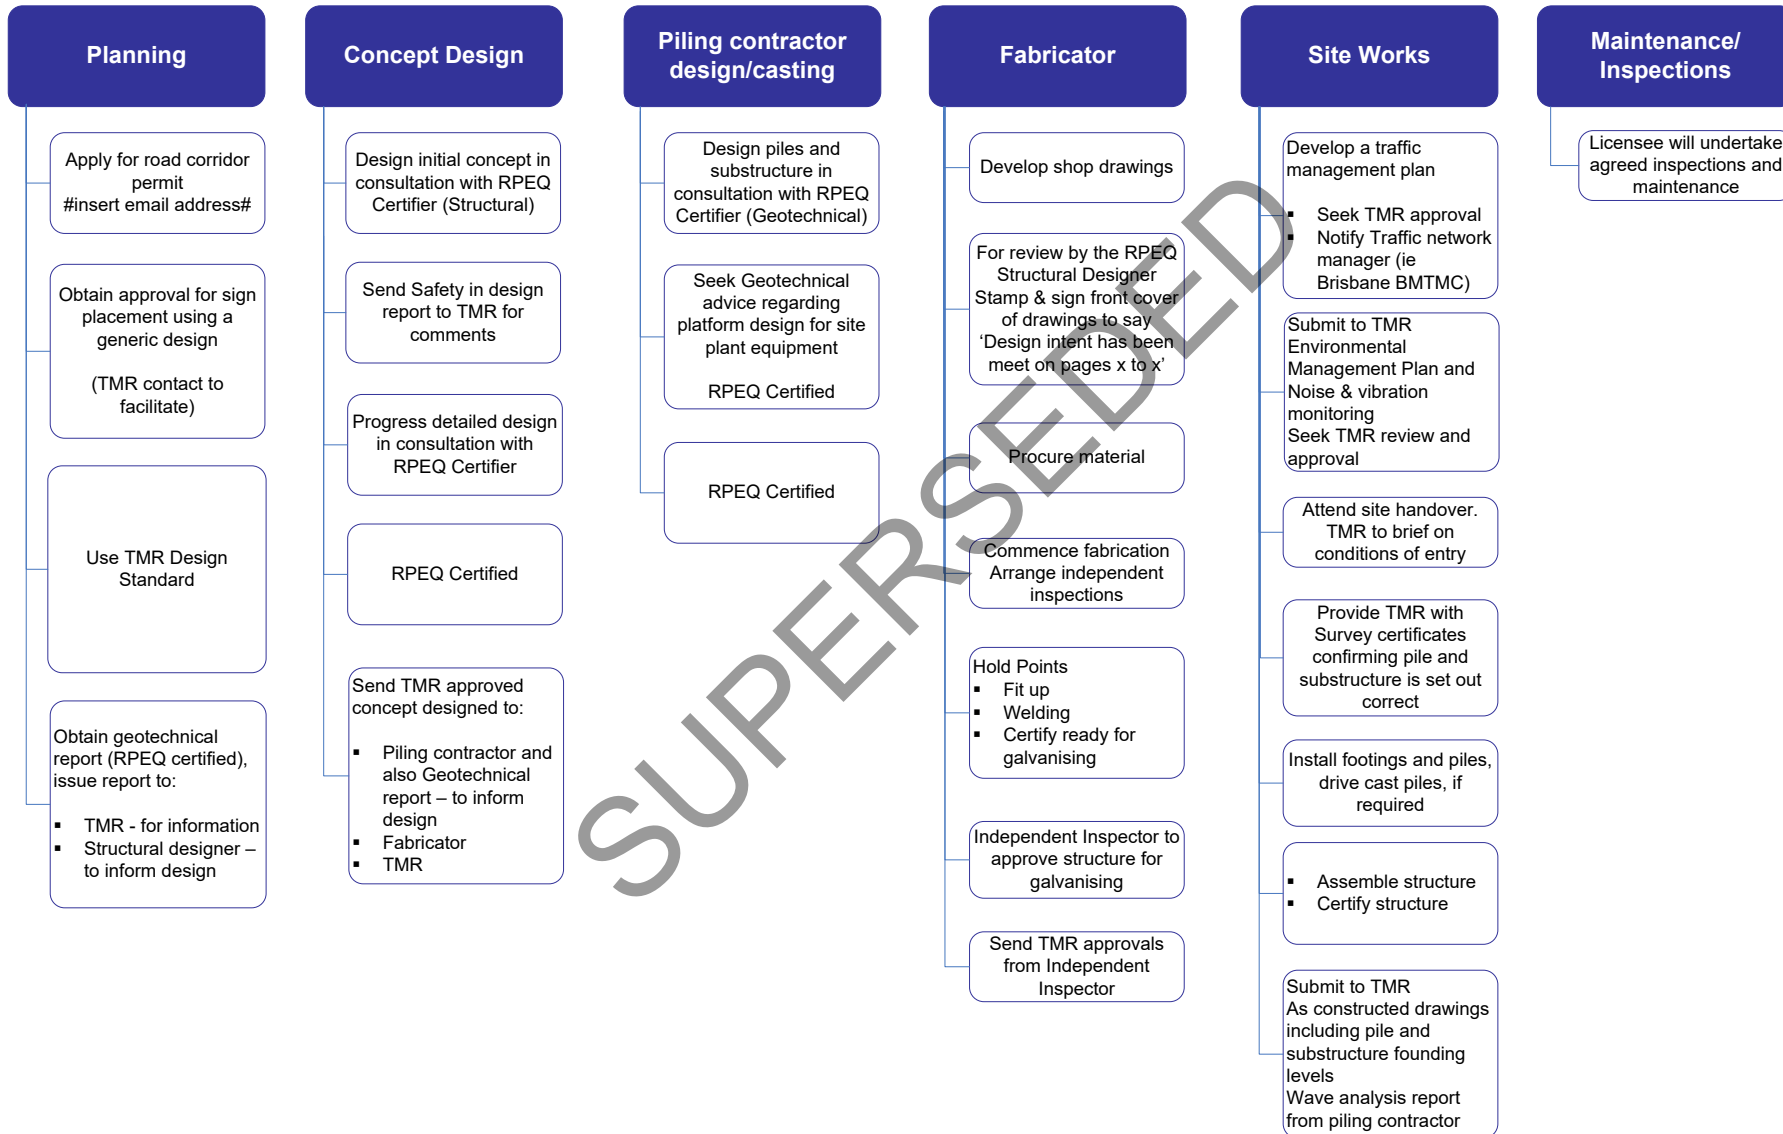 Planning
Apply for road corridor
permit
#insert email address#
Obtain approval for sign
placement using a
generic design
(TMR contact to
facilitate)
Use TMR Design
Standard
Obtain geotechnical
report (RPEQ certified),
issue report to:
▪ TMR - for information
▪ Structural designer –
to inform design
Concept Design
Design initial concept in
consultation with RPEQ
Certifier (Structural)
Send Safety in design
report to TMR for
comments
Progress detailed design
in consultation with
RPEQ Certifier
RPEQ Certified
Send TMR approved
concept designed to:
▪ Piling contractor and
also Geotechnical
report – to inform
design
▪ Fabricator
▪ TMR
Piling contractor
design/casting
Design piles and
substructure in
consultation with RPEQ
Certifier (Geotechnical)
Seek Geotechnical
advice regarding
platform design for site
plant equipment
RPEQ Certified
RPEQ Certified
Fabricator
Develop shop drawings
For review by the RPEQ
Structural Designer
Stamp & sign front cover
of drawings to say
‘Design intent has been
meet on pages x to x’
Procure material
Commence fabrication
Arrange independent
inspections
Hold Points
▪ Fit up
▪ Welding
▪ Certify ready for
galvanising
Independent Inspector to
approve structure for
galvanising
Send TMR approvals
from Independent
Inspector
Site Works
Develop a traffic
management plan
▪ Seek TMR approval
▪ Notify Traffic network
manager (ie
Brisbane BMTMC)
Submit to TMR
Environmental
Management Plan and
Noise & vibration
monitoring
Seek TMR review and
approval
Attend site handover.
TMR to brief on
conditions of entry
Provide TMR with
Survey certificates
confirming pile and
substructure is set out
correct
Install footings and piles,
drive cast piles, if
required
▪ Assemble structure
▪ Certify structure
Submit to TMR
As constructed drawings
including pile and
substructure founding
levels
Wave analysis report
from piling contractor
Maintenance/
Inspections
Licensee will undertake
agreed inspections and
maintenance
SUPERSEDED